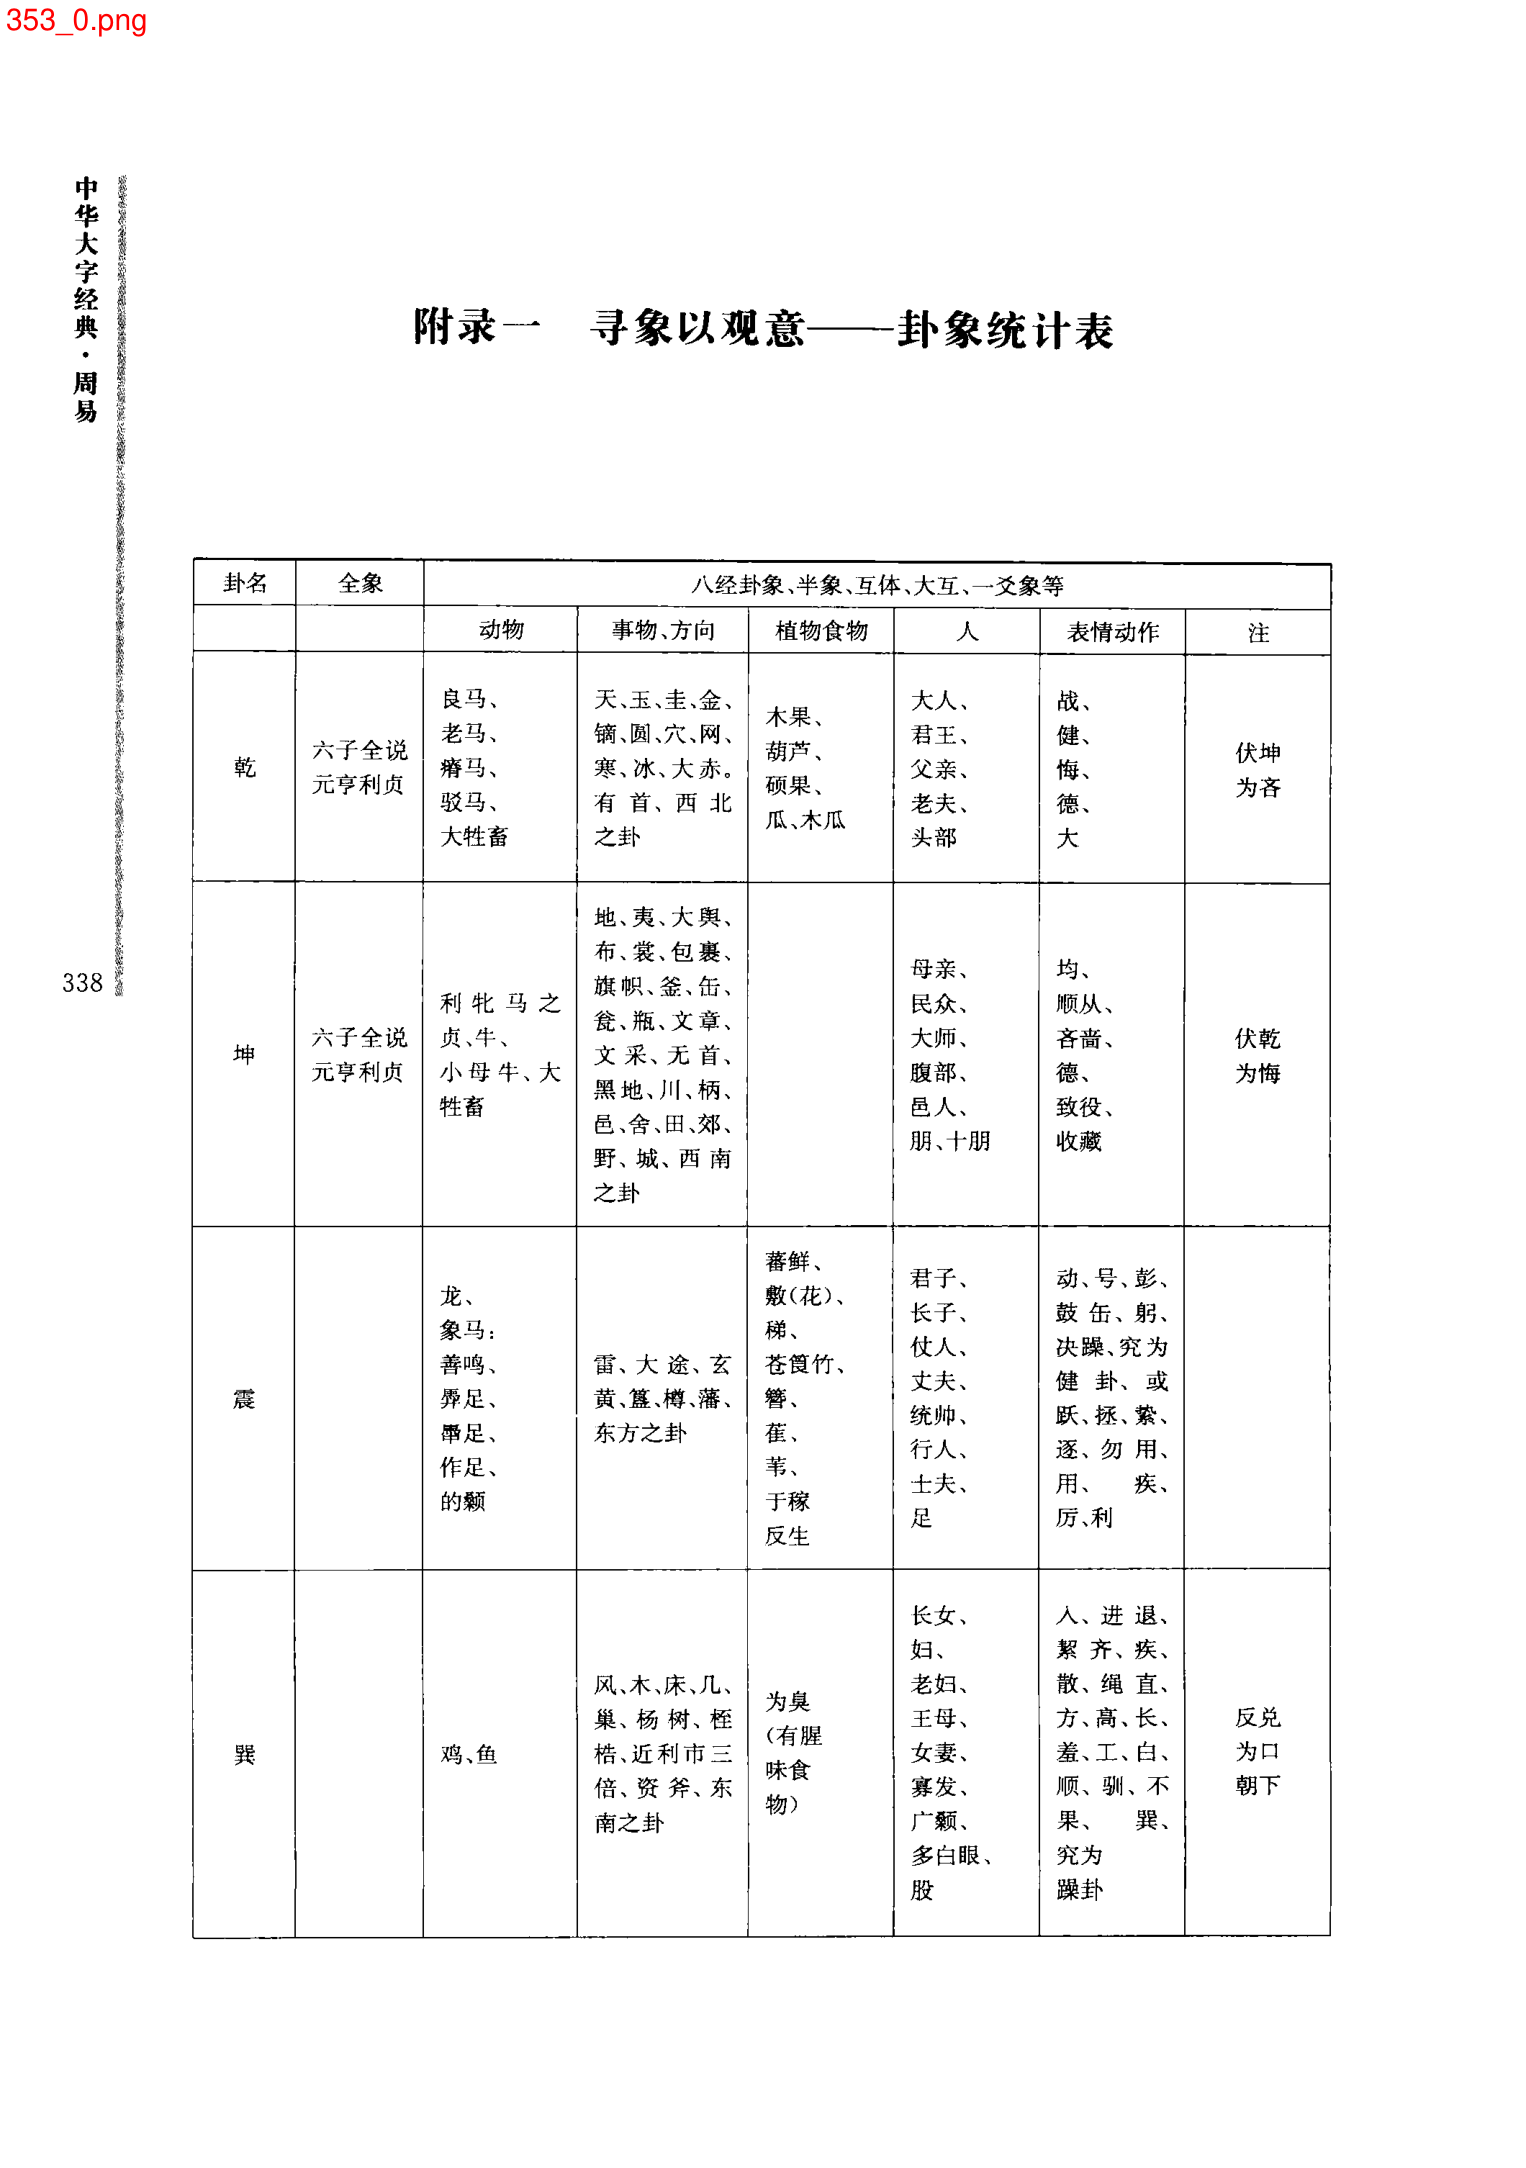 353_0.png
中华大字经典·周易
338
附录一 寻象以观意——卦象统计表
卦名
全象
八经卦象、半象、互体、大互、一爻象等
动物
事物、方向
植物食物
人
表情动作
注
乾
六子全说
元亨利贞
良马、
老马、
瘠马、
驳马、
大牲畜
天、玉、圭、金、
镝、圆、穴、网、
寒、冰、大赤。
有首、西北
之卦
木果、
葫芦、
硕果、
瓜、木瓜
大人、
君王、
父亲、
老夫、
头部
战、
健、
悔、
德、
大
伏坤
为吝
坤
六子全说
元亨利贞
利牝马之
贞、牛、
小母牛、大
牲畜
地、夷、大舆、
布、裳、包裹、
旗帜、釜、缶、
瓮、瓶、文章、
文采、无首、
黑地、川、柄、
邑、舍、田、郊、
野、城、西南
之卦
母亲、
民众、
大师、
腹部、
邑人、
朋、十朋
均、
顺从、
吝啬、
德、
致役、
收藏
伏乾
为悔
震
龙、
象马：
善鸣、
馵足、
馵足、
作足、
的颡
雷、大途、玄
黄、簋、樽、藩、
东方之卦
蕃鲜、
敷（花）、
稊、
苍筤竹、
簪、
萑、
苇、
于稼
反生
君子、
长子、
仗人、
丈夫、
统帅、
行人、
士夫、
足
动、号、彭、
鼓缶、躬、
决躁、究为
健卦、或
跃、拯、絷、
逐、勿用、
用、疾、
厉、利
巽
鸡、鱼
风、木、床、几、
巢、杨树、桎
梏、近利市三
倍、资斧、东
南之卦
为臭
（有腥
味食
物）
长女、
妇、
老妇、
王母、
女妻、
寡发、
广颡、
多白眼、
股
入、进退、
絜齐、疾、
散、绳直、
方、高、长、
羞、工、白、
顺、驯、不
果、巽、
究为
躁卦
反兑
为口
朝下